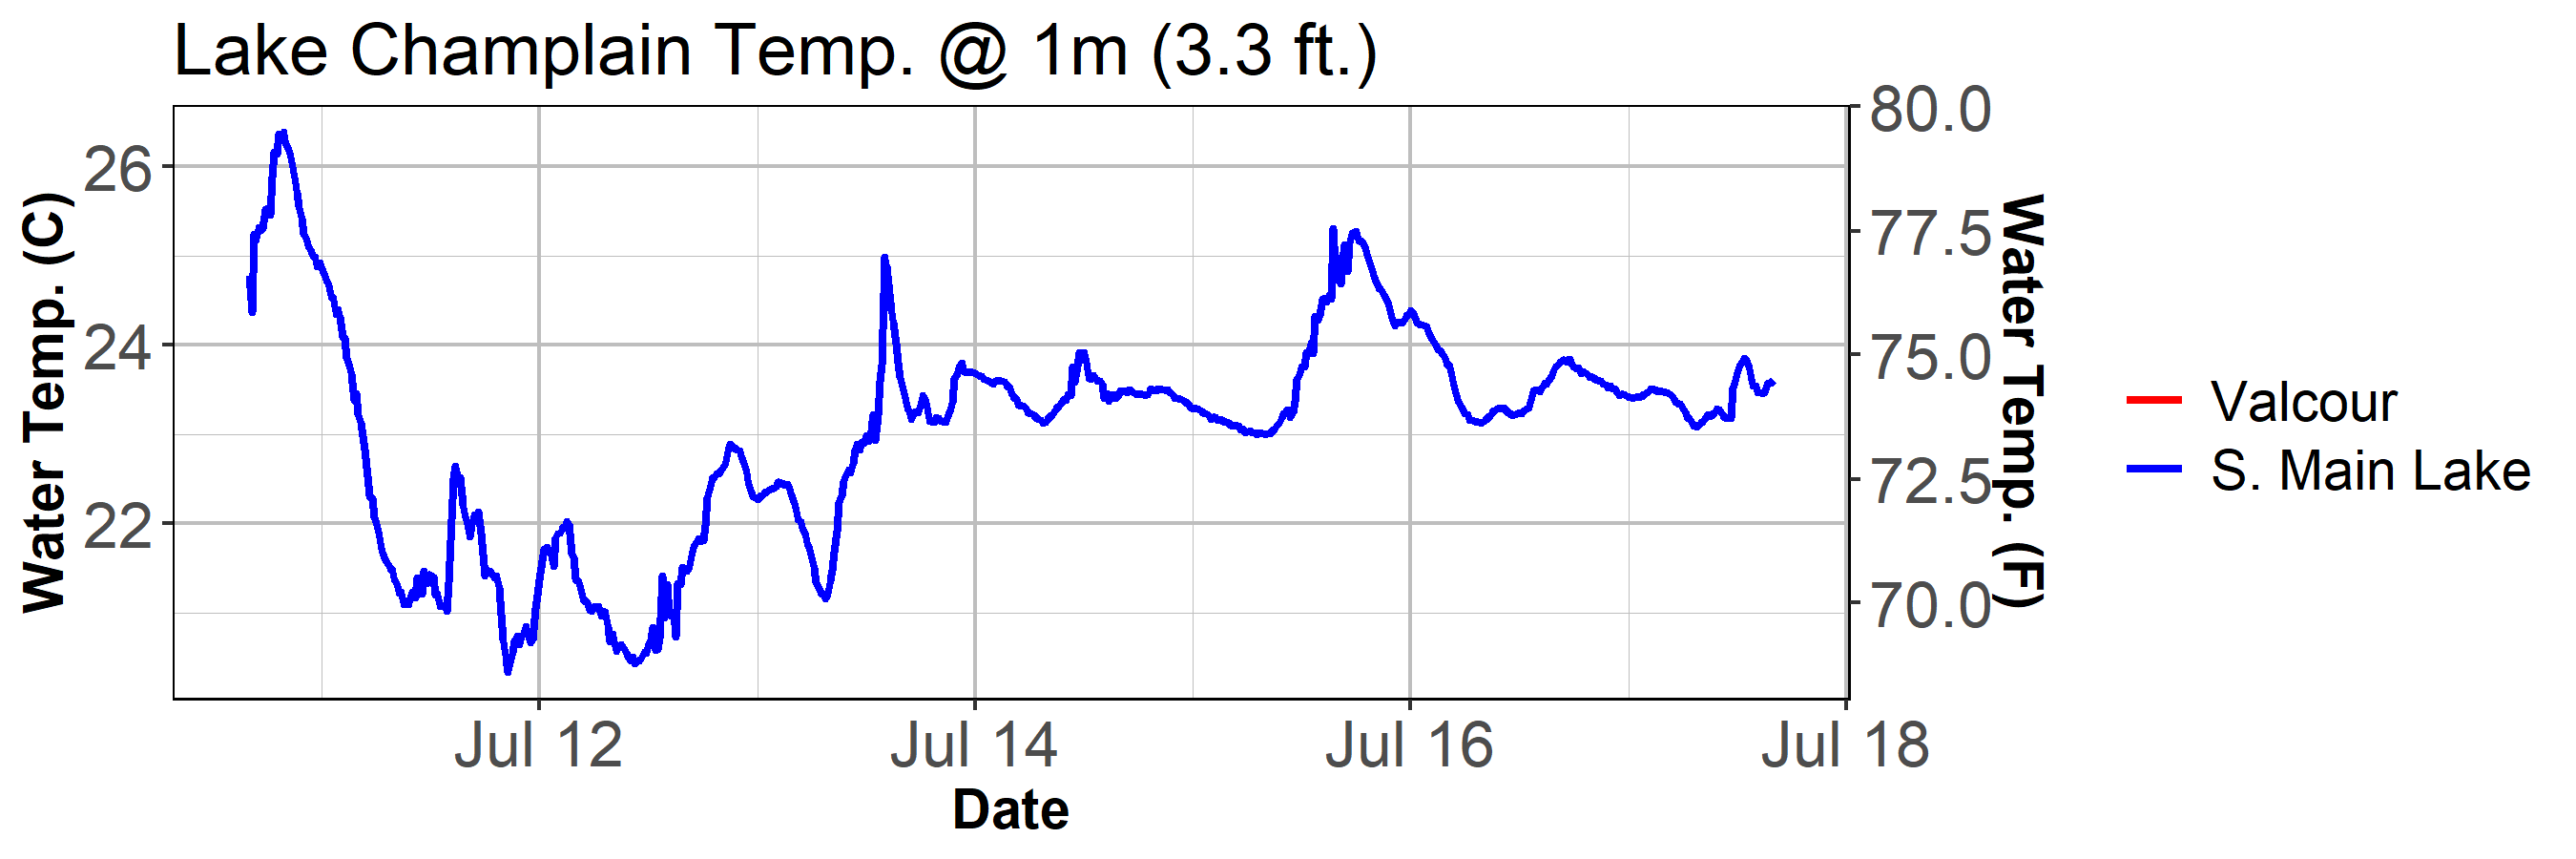 Lake Champlain Temp. @ 1m (3.3 ft.)
Water Temp. (C)
26
24
22
80.0
77.5
75.0
72.5
70.0
Water Temp. (F)
Jul 12
Jul 14
Jul 16
Jul 18
Date
Valcour
S. Main Lake